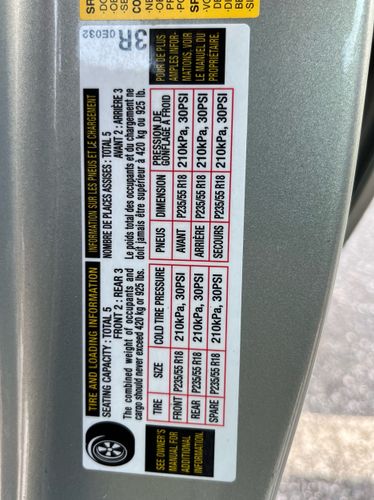 TIRE AND LOADING INFORMATION
SEATING CAPACITY : TOTAL 5
FRONT 2 : REAR 3
The combined weight of occupants and
cargo should never exceed 420 kg or 925 lbs.
TIRE SIZE COLD TIRE PRESSURE
FRONT P235/55 R18 210kPa, 30PSI
REAR P235/55 R18 210kPa, 30PSI
SPARE P235/55 R18 210kPa, 30PSI
SEE OWNER'S
MANUAL FOR
ADDITIONAL
INFORMATION
INFORMATION SUR LES PNEUS ET LE CHARGEMENT
NOMBRE DE PLACES ASSISES : TOTAL 5
AVANT 2 : ARRIÈRE 3
Le poids total des occupants et du chargement ne
doit jamais être supérieur à 420 kg ou 925 lb.
PNEUS DIMENSION PRESSION DE
GONFLAGE À FROID
AVANT P235/55 R18 210kPa, 30PSI
ARRIÈRE P235/55 R18 210kPa, 30PSI
SECOURS P235/55 R18 210kPa, 30PSI
3R
0E032
POUR DE PLUS
AMPLES INFOR-
MATIONS, VOIR
LE MANUEL DU
PROPRIÉTAIRE.